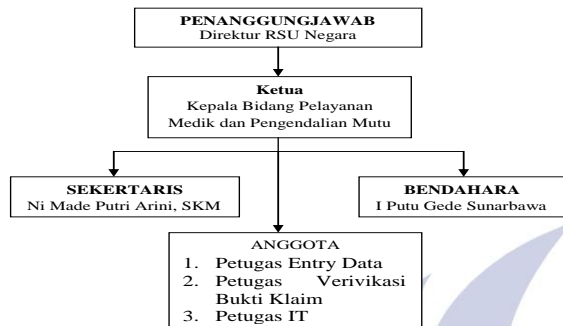 PENANGGUNGJAWAB
Direktur RSU Negara
Ketua
Kepala Bidang Pelayanan
Medik dan Pengendalian Mutu
SEKERTARIS
Ni Made Putri Arini, SKM
BENDAHARA
I Putu Gede Sunarbawa
ANGGOTA
1. Petugas Entry Data
2. Petugas Verivikasi
Bukti Klaim
3. Petugas IT